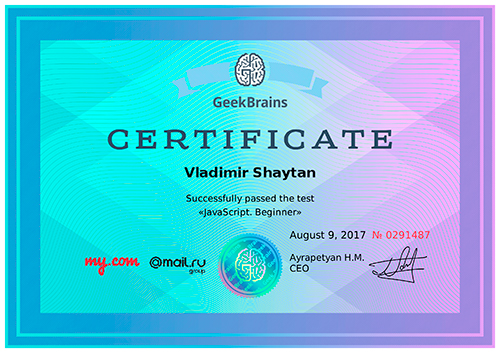 GeekBrains
CERTIFICATE
Vladimir Shaytan
Successfully passed the test
«JavaScript. Beginner»
August 9, 2017 № 0291487
my.com @mail.ru group
Ayrapetyan H.M.
CEO